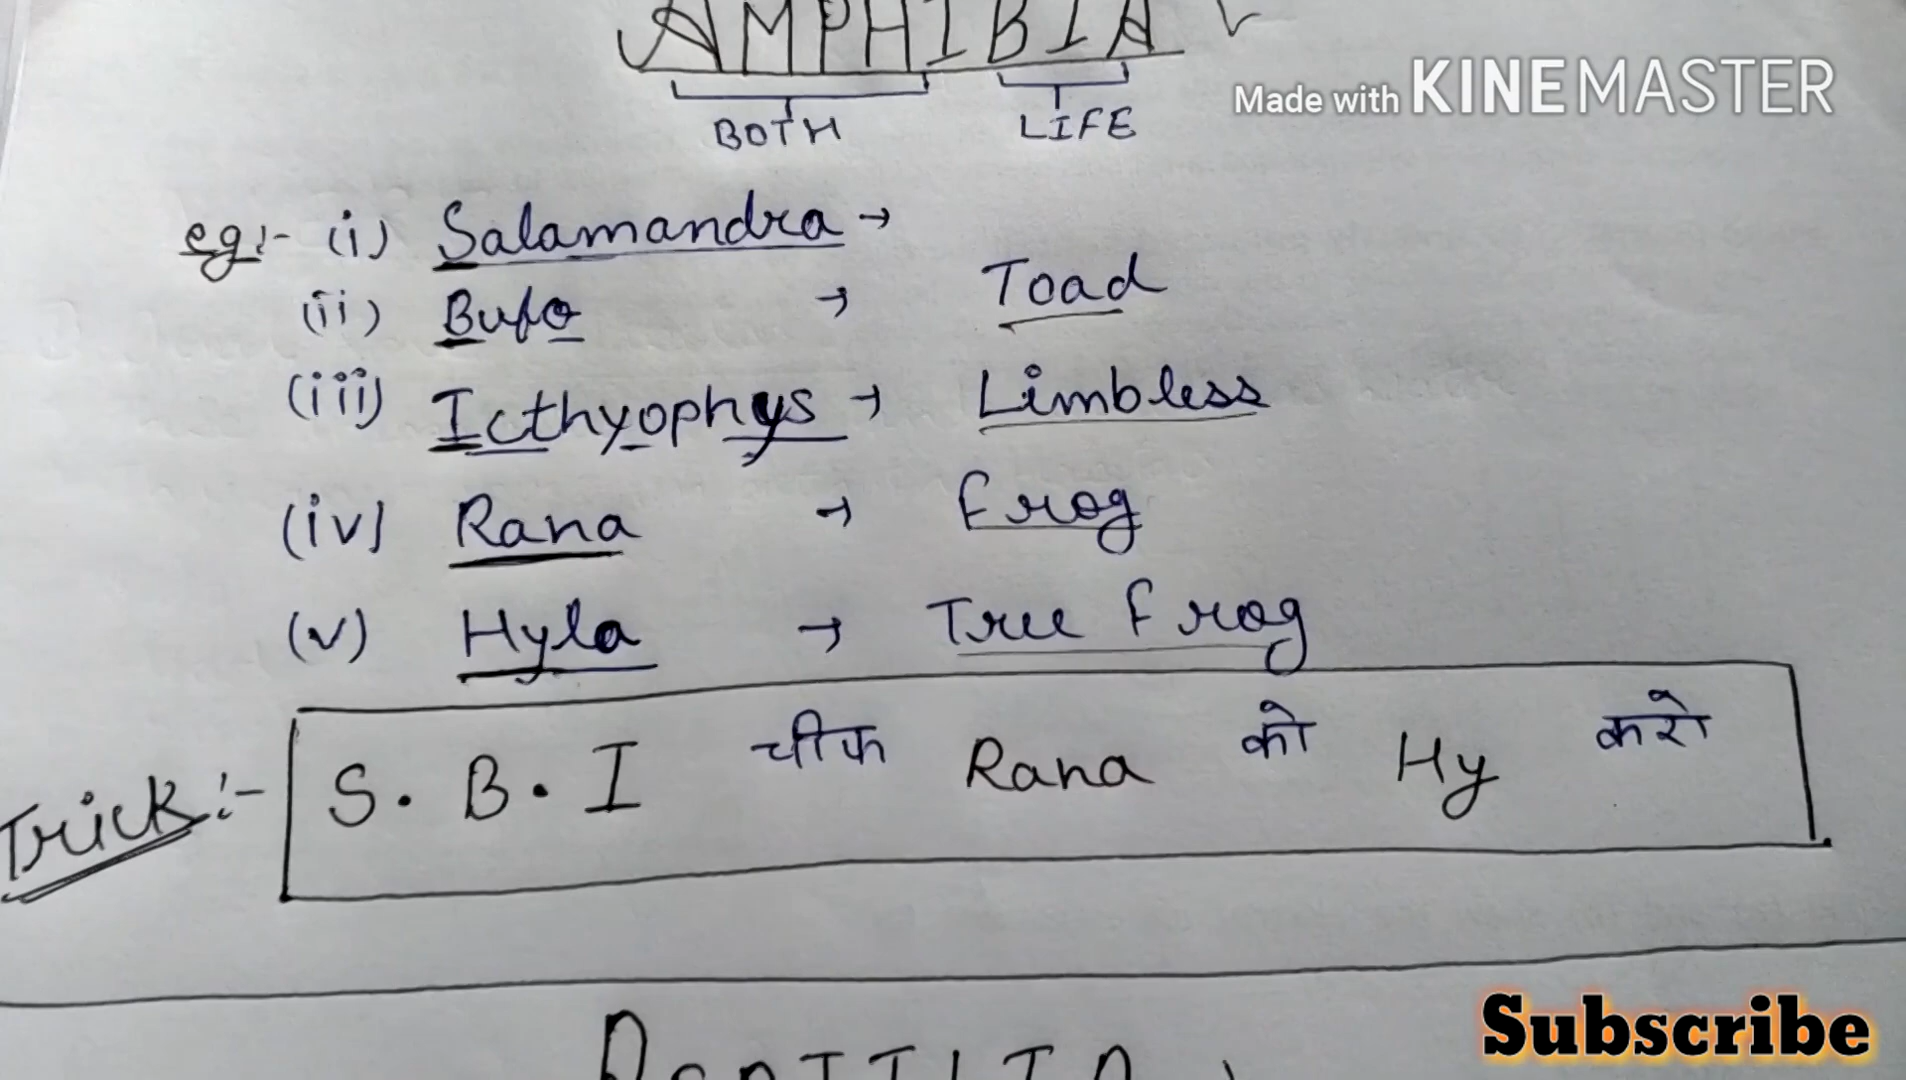 AMPHIBIA
Made with KINEMASTER
BOTH LIFE
eg:- (i) Salamandra →
(ii) Bufo → Toad
(iii) Icthyophys → Limbless
(iv) Rana → Frog
(v) Hyla → Tree Frog
Trick:- S. B. I चीफ Rana को Hy करो
Subscribe